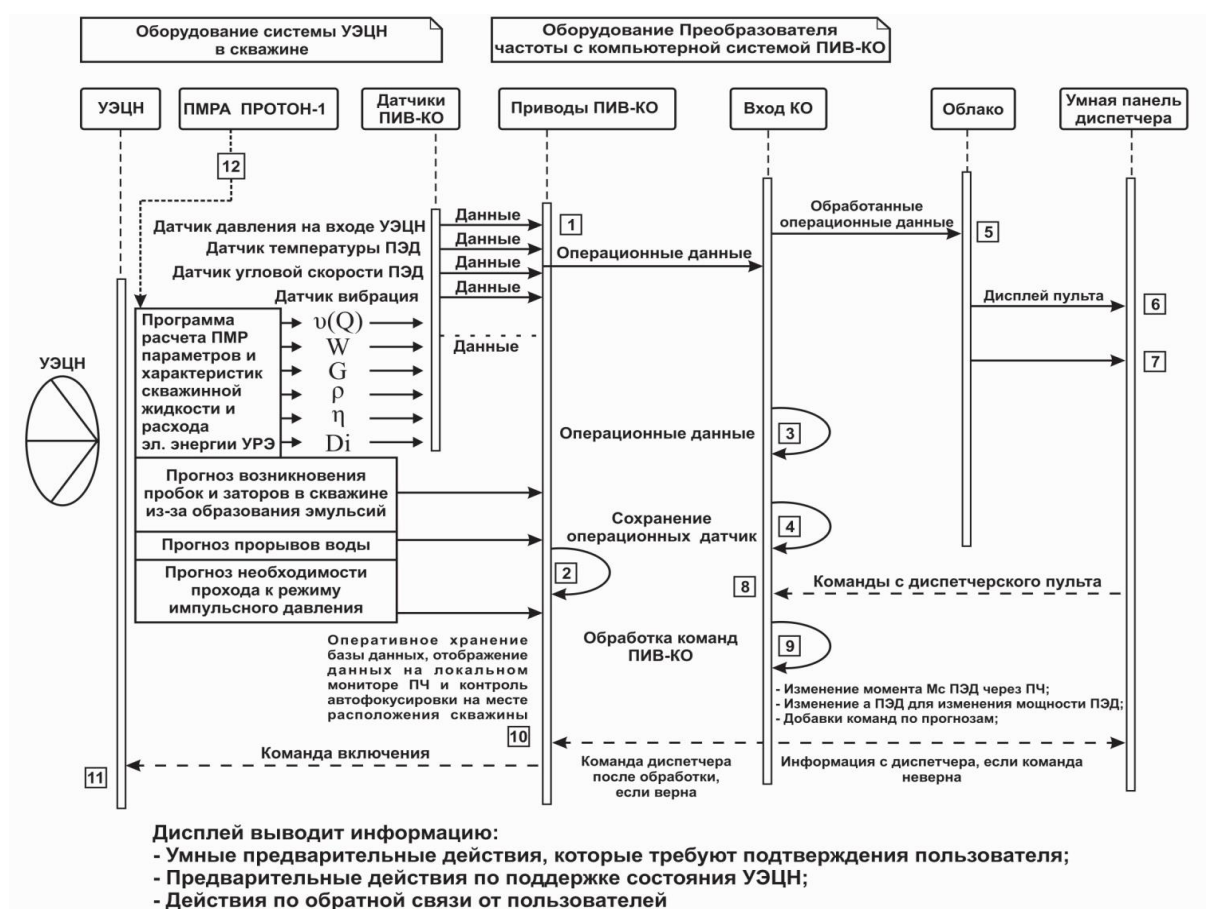 Оборудование системы УЭЦН
в скважине
Оборудование Преобразователя
частоты с компьютерной системой ПИВ-КО
УЭЦН
ПМРА ПРОТОН-1
Датчики
ПИВ-КО
Приводы ПИВ-КО
Вход КО
Облако
Умная панель
диспетчера
12
Датчик давления на входе УЭЦН
Данные
1
Датчик температуры ПЭД
Данные
Датчик угловой скорости ПЭД
Данные
Датчик вибрация
Данные
Операционные данные
Обработанные
операционные данные
5
Дисплей пульта
6
7
УЭЦН
Программа
расчета ПМР
параметров и
характеристик
скважинной
жидкости и
расхода
эл. энергии УРЭ
υ(Q)
W
G
ρ
η
Di
Данные
Операционные данные
3
Прогноз возникновения
пробок и заторов в скважине
из-за образования эмульсий
Прогноз прорывов воды
Прогноз необходимости
прохода к режиму
импульсного давления
Сохранение
операционных датчик
4
2
8
Команды с диспетчерского пульта
Оперативное хранение
базы данных, отображение
данных на локальном
мониторе ПЧ и контроль
автофокусировки на месте
расположения скважины
Обработка команд
ПИВ-КО
9
- Изменение момента Мс ПЭД через ПЧ;
- Изменение а ПЭД для изменения мощности ПЭД;
- Добавки команд по прогнозам;
10
Команда включения
11
Команда диспетчера
после обработки,
если верна
Информация с диспетчера, если команда
неверна
Дисплей выводит информацию:
- Умные предварительные действия, которые требуют подтверждения пользователя;
- Предварительные действия по поддержке состояния УЭЦН;
- Действия по обратной связи от пользователей